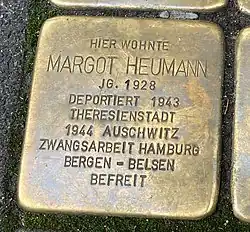 HIER WOHNTE
MARGOT HEUMANN
JG. 1928
DEPORTIERT 1943
THERESIENSTADT
1944 AUSCHWITZ
ZWANGSARBEIT HAMBURG
BERGEN - BELSEN
BEFREIT